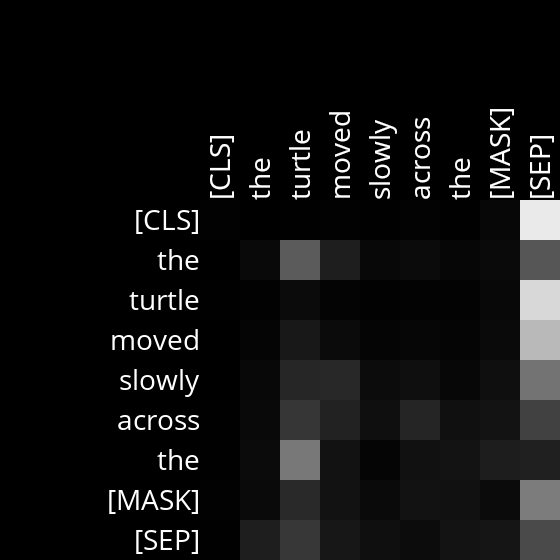 [CLS] the turtle moved slowly across the [MASK] [SEP]
[CLS]
the
turtle
moved
slowly
across
the
[MASK]
[SEP]